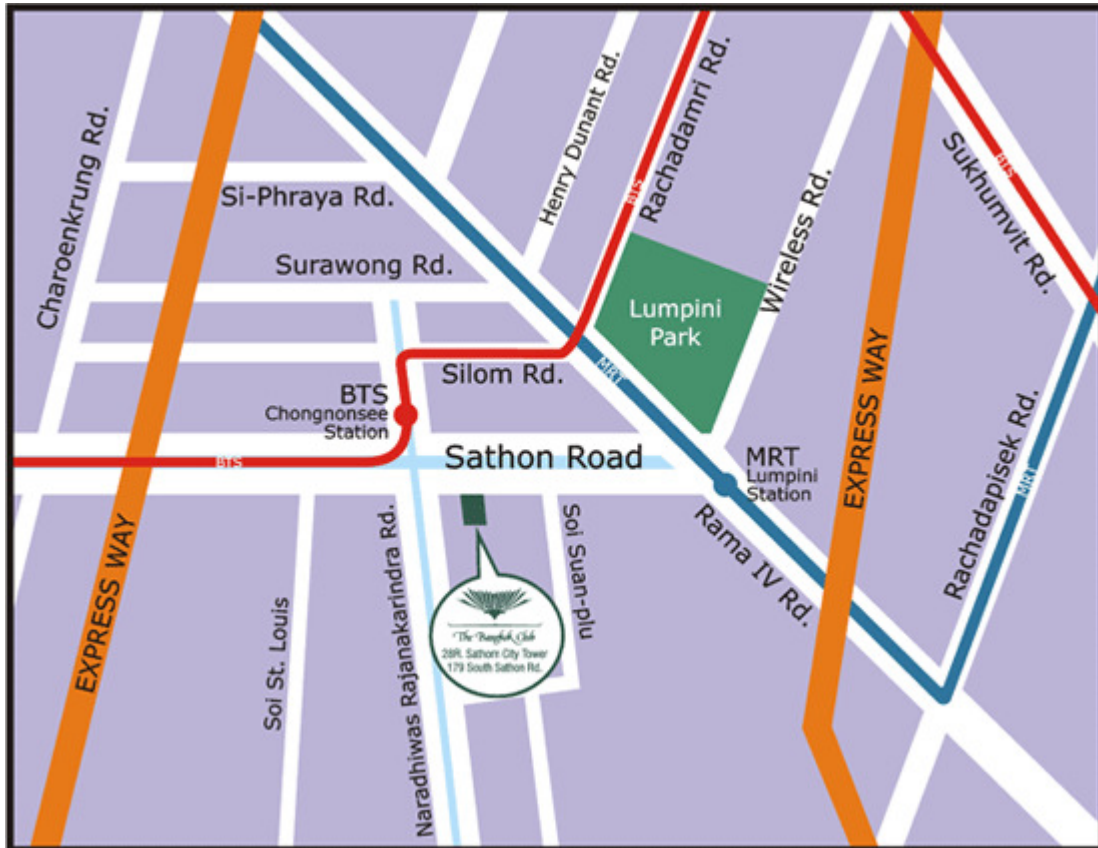 Charoenkrung Rd.
Si-Phraya Rd.
Surawong Rd.
Henry Dunant Rd.
BTS
Rachadamri Rd.
Wireless Rd.
BTS
Sukhumvit Rd.
Lumpini
Park
MRT
Silom Rd.
BTS
Chongnonsee
Station
BTS
Sathon Road
MRT
Lumpini
Station
EXPRESS WAY
Rachadapisek Rd.
MRT
Rama IV Rd.
EXPRESS WAY
Soi St. Louis
Naradhiwas Rajanakarindra Rd.
Soi Suan-plu
The Bangkok Club
28R. Sathorn City Tower
179 South Sathon Rd.